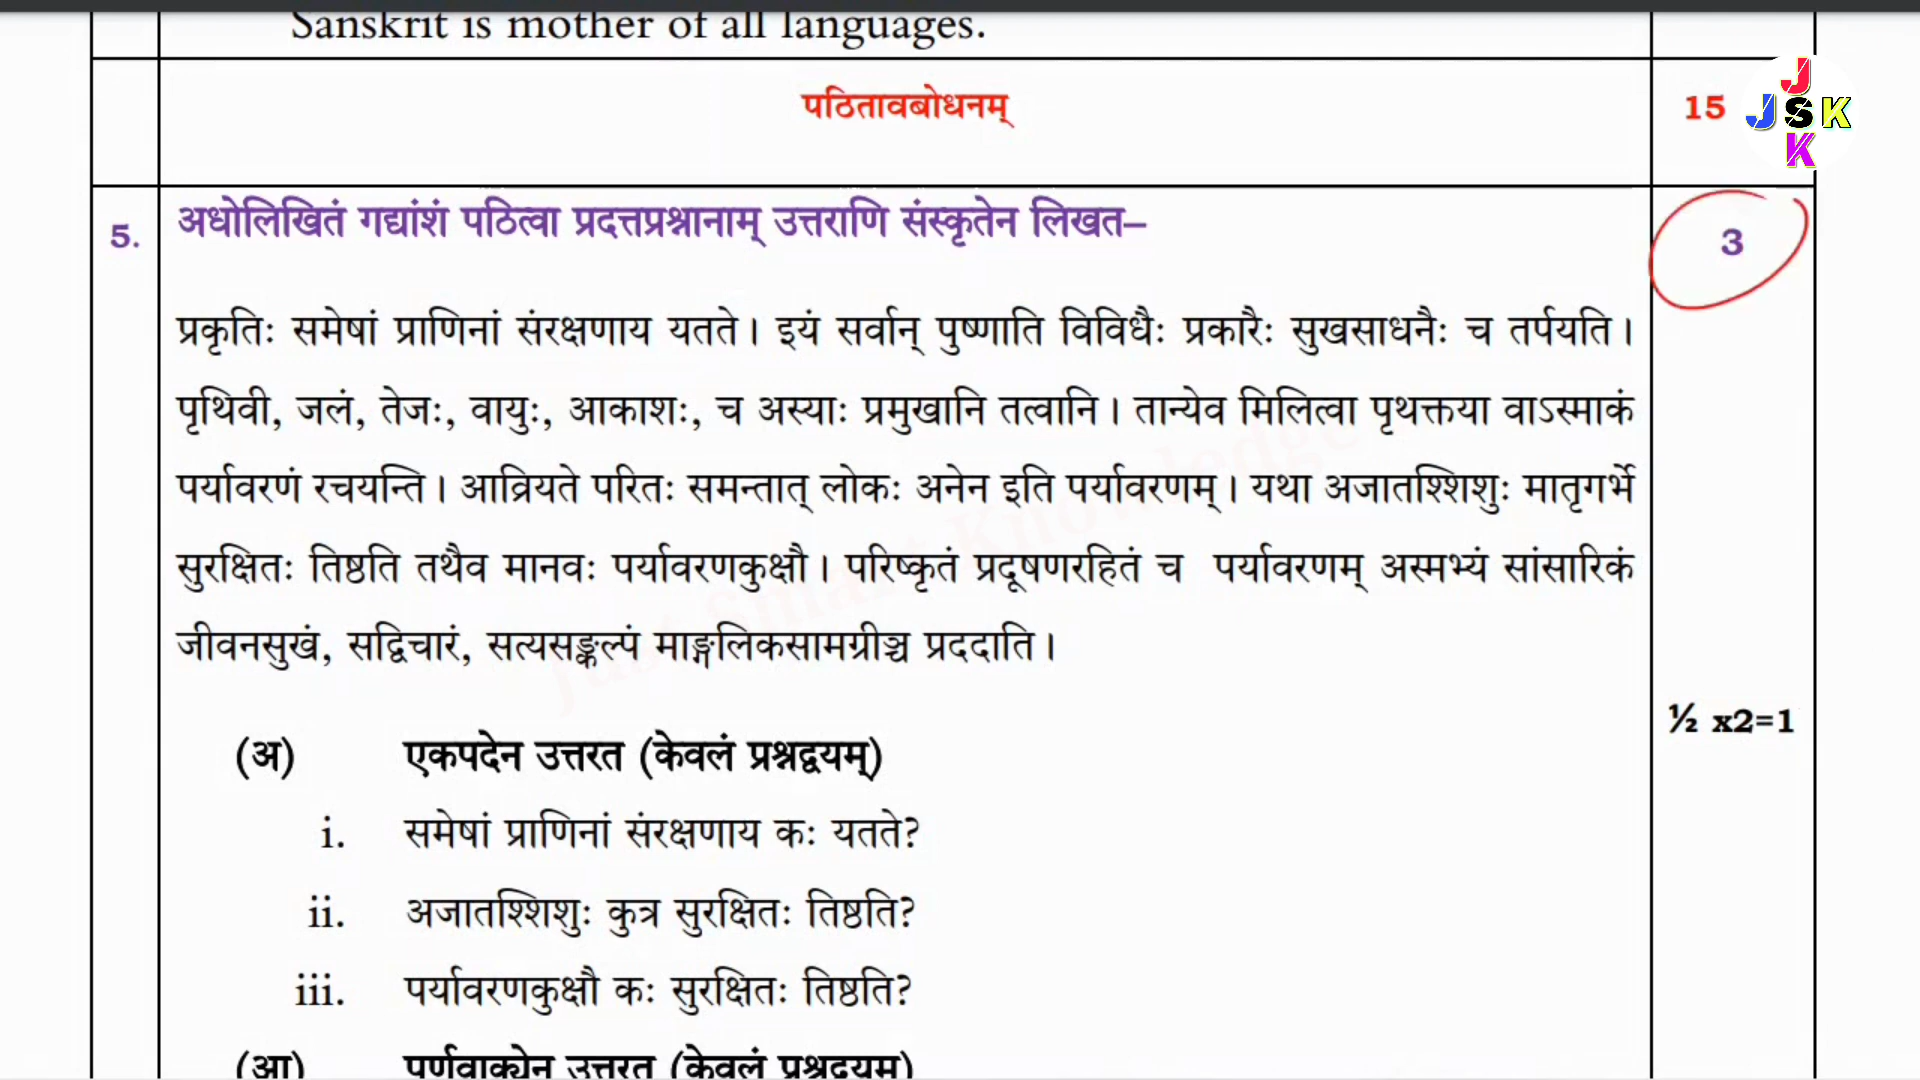 Sanskrit is mother of all languages.
पठितावबोधनम्
15
J
JSK
K
5.
अधोलिखितं गद्यांशं पठित्वा प्रदत्तप्रश्नानाम् उत्तराणि संस्कृतेन लिखत–
3
प्रकृतिः समेषां प्राणिनां संरक्षणाय यतते। इयं सर्वान् पुष्णाति विविधैः प्रकारैः सुखसाधनैः च तर्पयति।
पृथिवी, जलं, तेजः, वायुः, आकाशः, च अस्याः प्रमुखानि तत्वानि। तान्येव मिलित्वा पृथक्तया वाऽस्माकं
पर्यावरणं रचयन्ति। आव्रियते परितः समन्तात् लोकः अनेन इति पर्यावरणम्। यथा अजातश्शिशुः मातृगर्भे
सुरक्षितः तिष्ठति तथैव मानवः पर्यावरणकुक्षौ। परिष्कृतं प्रदूषणरहितं च पर्यावरणम् अस्मभ्यं सांसारिकं
जीवनसुखं, सद्विचारं, सत्यसङ्कल्पं माङ्गलिकसामग्रीञ्च प्रददाति।
Just Smart Knowledge
½ x2=1
(अ) एकपदेन उत्तरत (केवलं प्रश्नद्वयम्)
i. समेषां प्राणिनां संरक्षणाय कः यतते?
ii. अजातश्शिशुः कुत्र सुरक्षितः तिष्ठति?
iii. पर्यावरणकुक्षौ कः सुरक्षितः तिष्ठति?
(आ) पूर्णवाक्येन उत्तरत (केवलं प्रश्नद्वयम्)